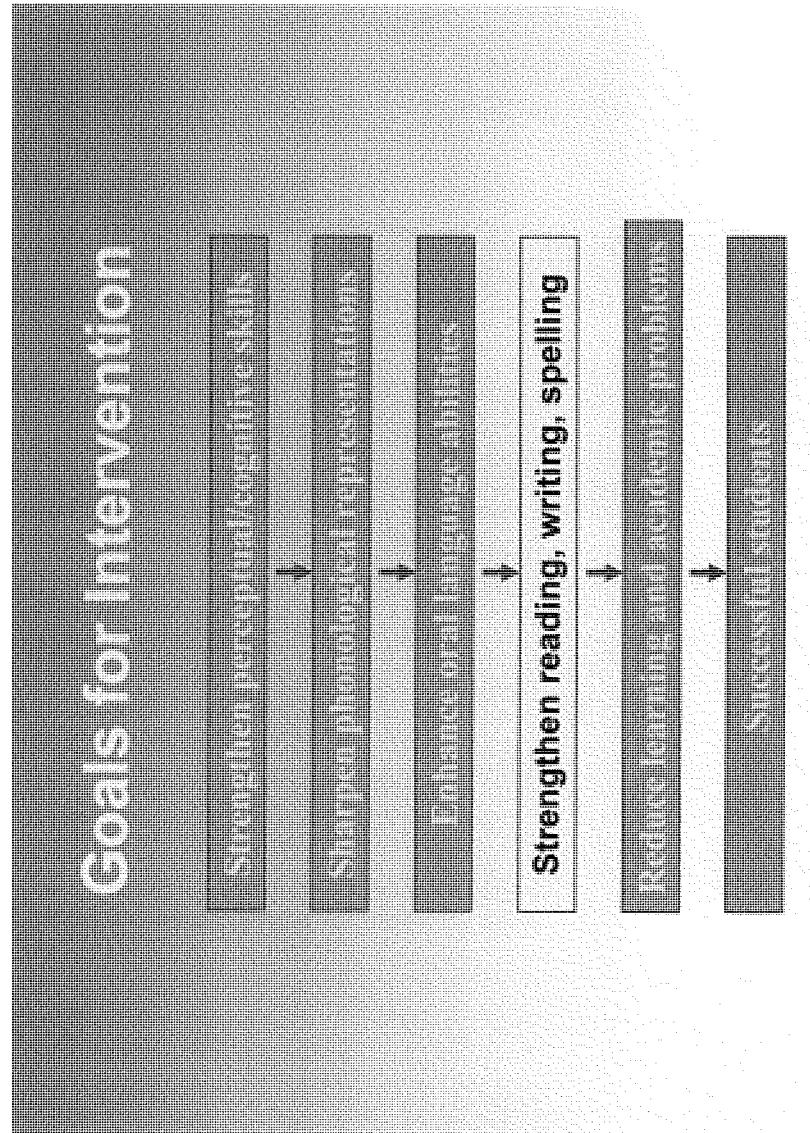 Goals for Intervention
Strengthen perceptual/cognitive skills
Sharpen phonological representations
Enhance oral language abilities
Strengthen reading, writing, spelling
Reduce learning and academic problems
Successful students